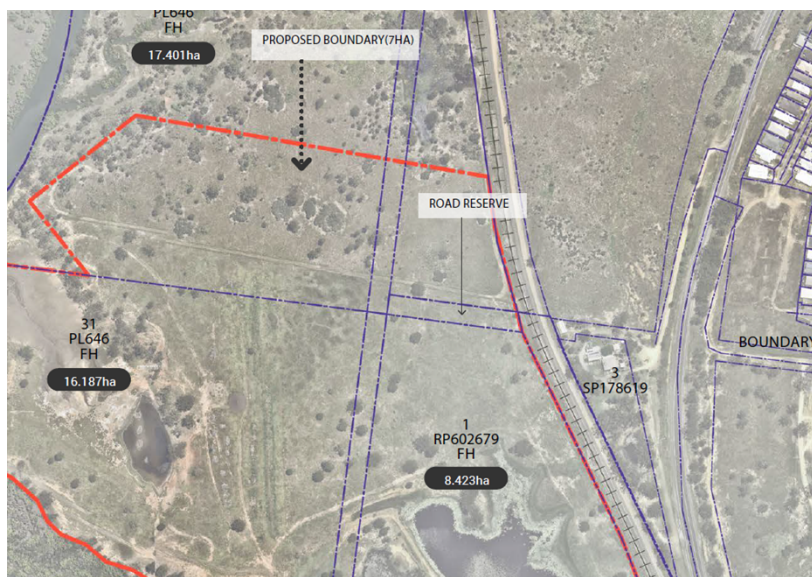 PL646
FH
17.401ha
PROPOSED BOUNDARY(7HA)
ROAD RESERVE
31
PL646
FH
16.187ha
3
SP178619
BOUNDARY
1
RP602679
FH
8.423ha